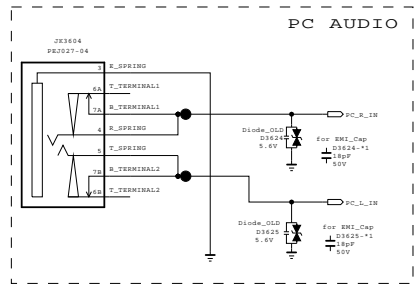 PC AUDIO
JK3604
PEJ027-04
3 E_SPRING
6A T_TERMINAL1
7A B_TERMINAL1
4 R_SPRING
5 T_SPRING
7B B_TERMINAL2
6B T_TERMINAL2
PC_R_IN
Diode_OLD
D3624
5.6V
for EMI_Cap
D3624-*1
18pF
50V
PC_L_IN
Diode_OLD
D3625
5.6V
for EMI_Cap
D3625-*1
18pF
50V